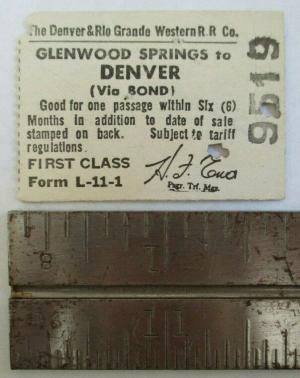 The Denver & Rio Grande Western R.R Co.
GLENWOOD SPRINGS to
DENVER
(Via BOND)
Good for one passage within Six (6)
Months in addition to date of sale
stamped on back. Subject to tariff
regulations.
FIRST CLASS
Form L-11-1
Pagr. Trf. Mgr.
9519
8
1